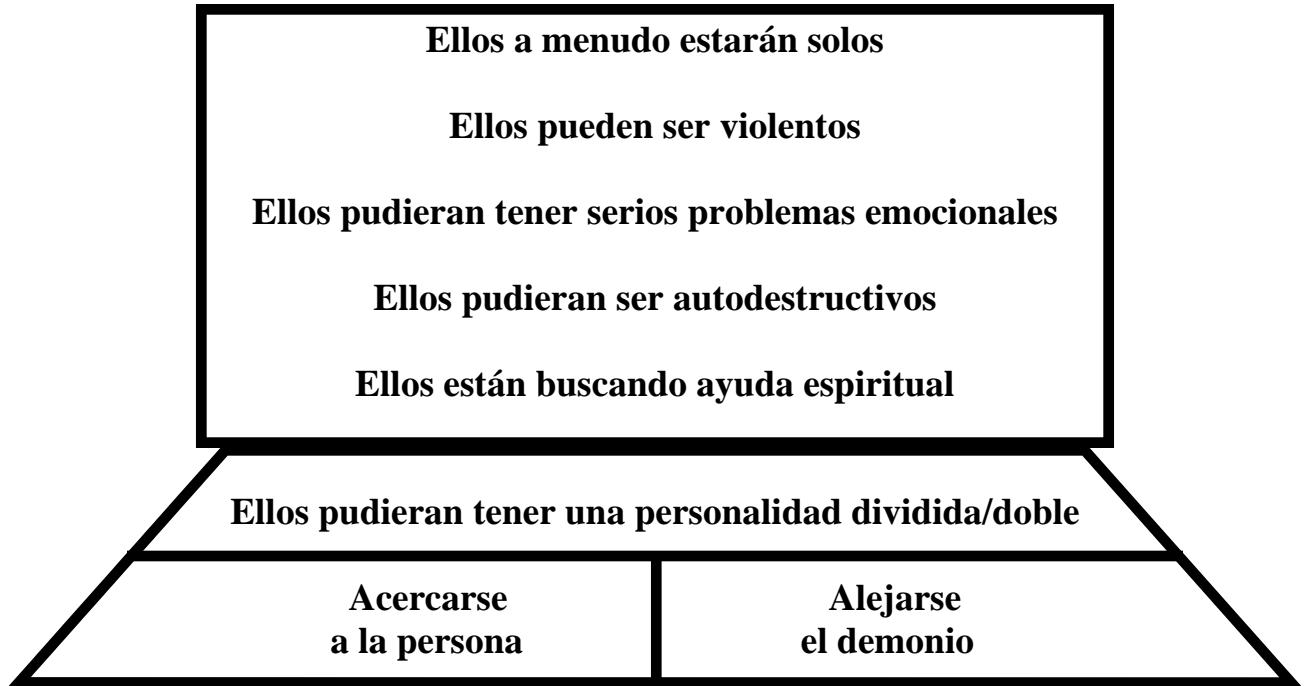 Ellos a menudo estarán solos
Ellos pueden ser violentos
Ellos pudieran tener serios problemas emocionales
Ellos pudieran ser autodestructivos
Ellos están buscando ayuda espiritual
Ellos pudieran tener una personalidad dividida/doble
Acercarse
a la persona
Alejarse
el demonio